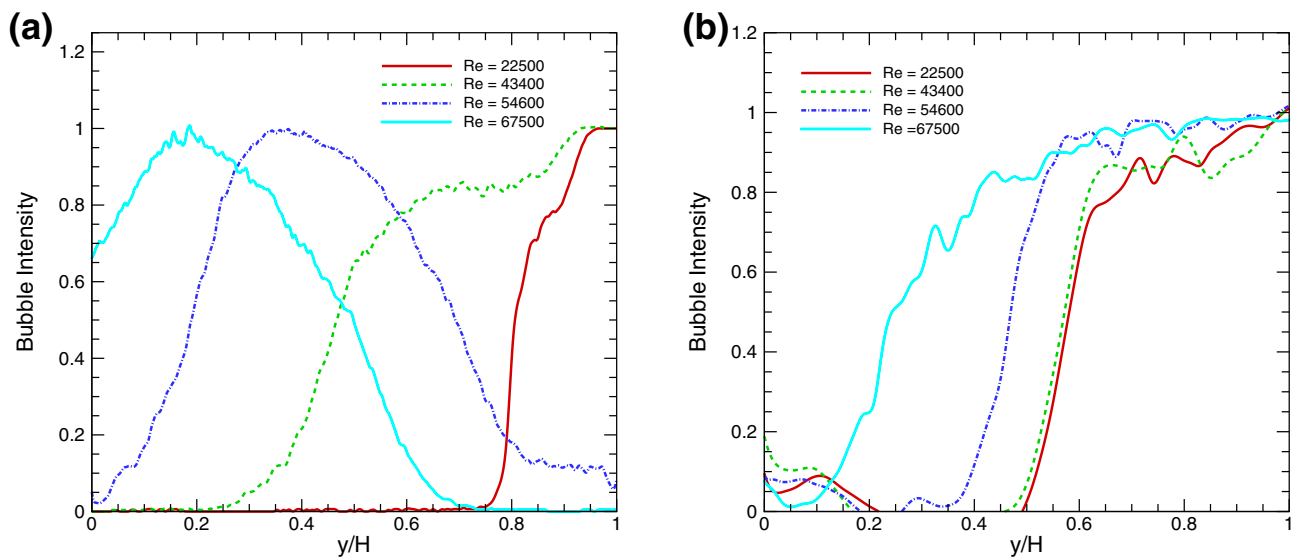 (a)
1.2
1
0.8
0.6
0.4
0.2
0
Bubble Intensity
Re = 22500
Re = 43400
Re = 54600
Re = 67500
0 0.2 0.4 0.6 0.8 1
y/H
(b)
1.2
1
0.8
0.6
0.4
0.2
0
Bubble Intensity
Re = 22500
Re = 43400
Re = 54600
Re =67500
0 0.2 0.4 0.6 0.8 1
y/H